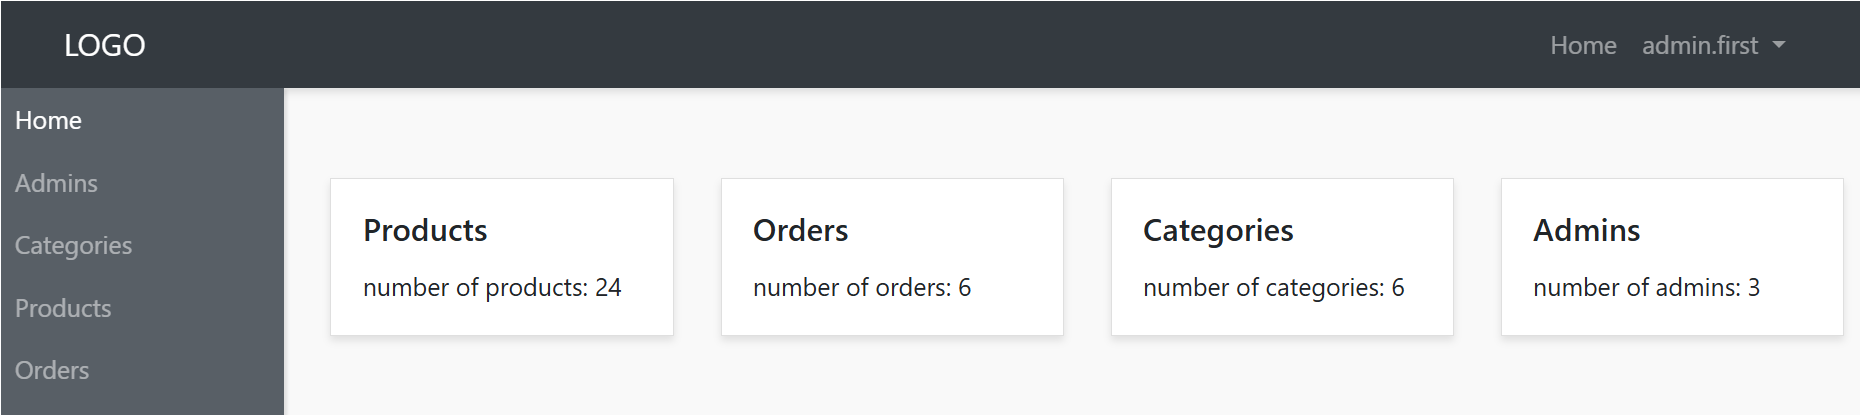 LOGO
Home admin.first
Home
Admins
Categories
Products
Orders
Products
number of products: 24
Orders
number of orders: 6
Categories
number of categories: 6
Admins
number of admins: 3